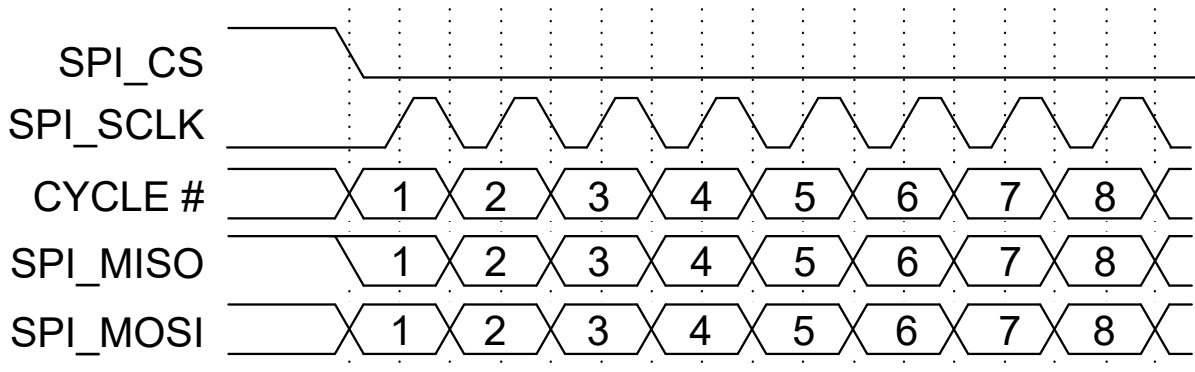 SPI_CS
SPI_SCLK
CYCLE # 1 2 3 4 5 6 7 8
SPI_MISO 1 2 3 4 5 6 7 8
SPI_MOSI 1 2 3 4 5 6 7 8